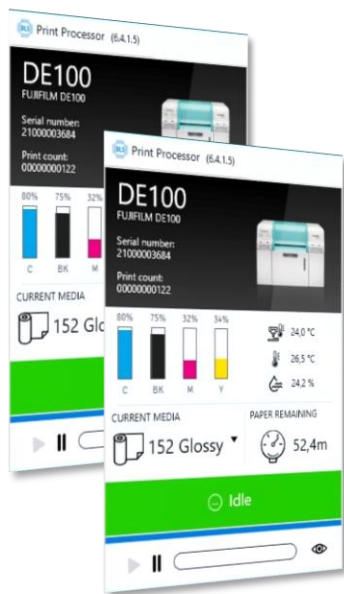 BLS Print Processor (6.4.1.5)
DE100
FUJIFILM DE100
Serial number:
21000003684
Print count:
00000000122
80% 75% 32%
C BK M
CURRENT MEDIA
152 Glo
BLS Print Processor (6.4.1.5)
DE100
FUJIFILM DE100
Serial number:
21000003684
Print count:
00000000122
80% 75% 32% 34%
24,0 °C
26,5 °C
24,2 %
C BK M Y
CURRENT MEDIA
PAPER REMAINING
152 Glossy
52,4m
Idle